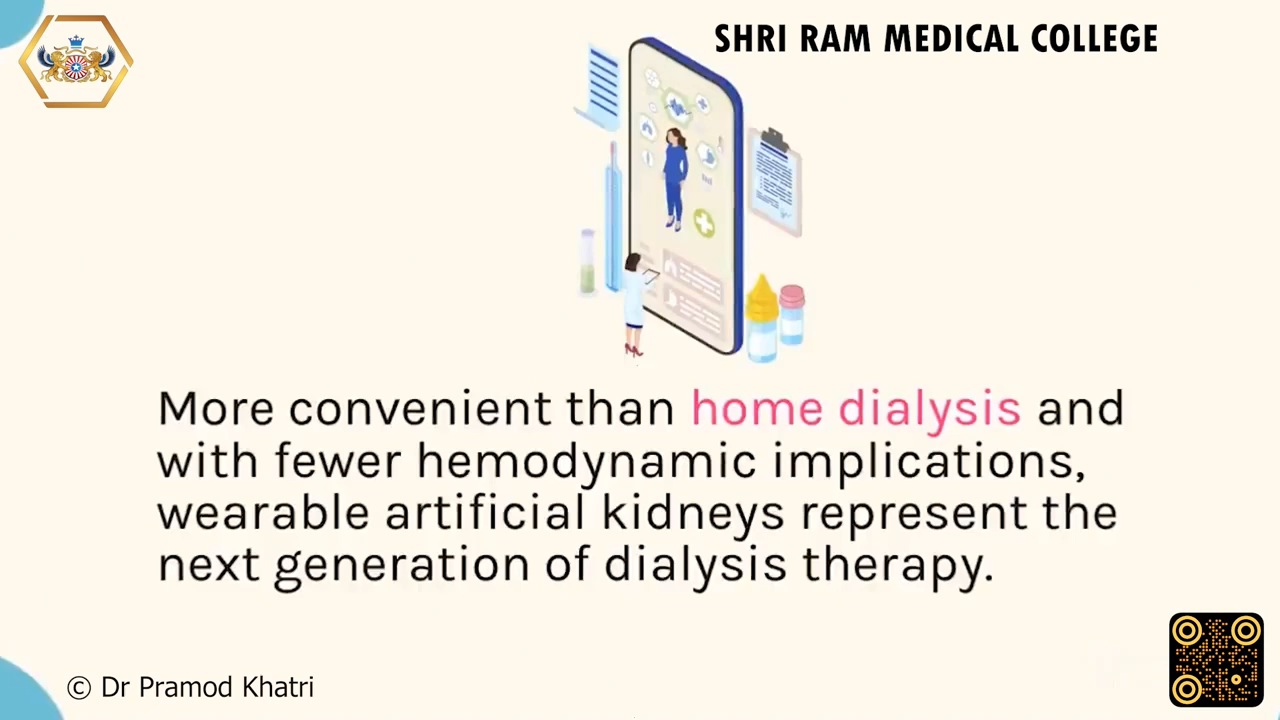 SHRI RAM MEDICAL COLLEGE
More convenient than home dialysis and
with fewer hemodynamic implications,
wearable artificial kidneys represent the
next generation of dialysis therapy.
© Dr Pramod Khatri